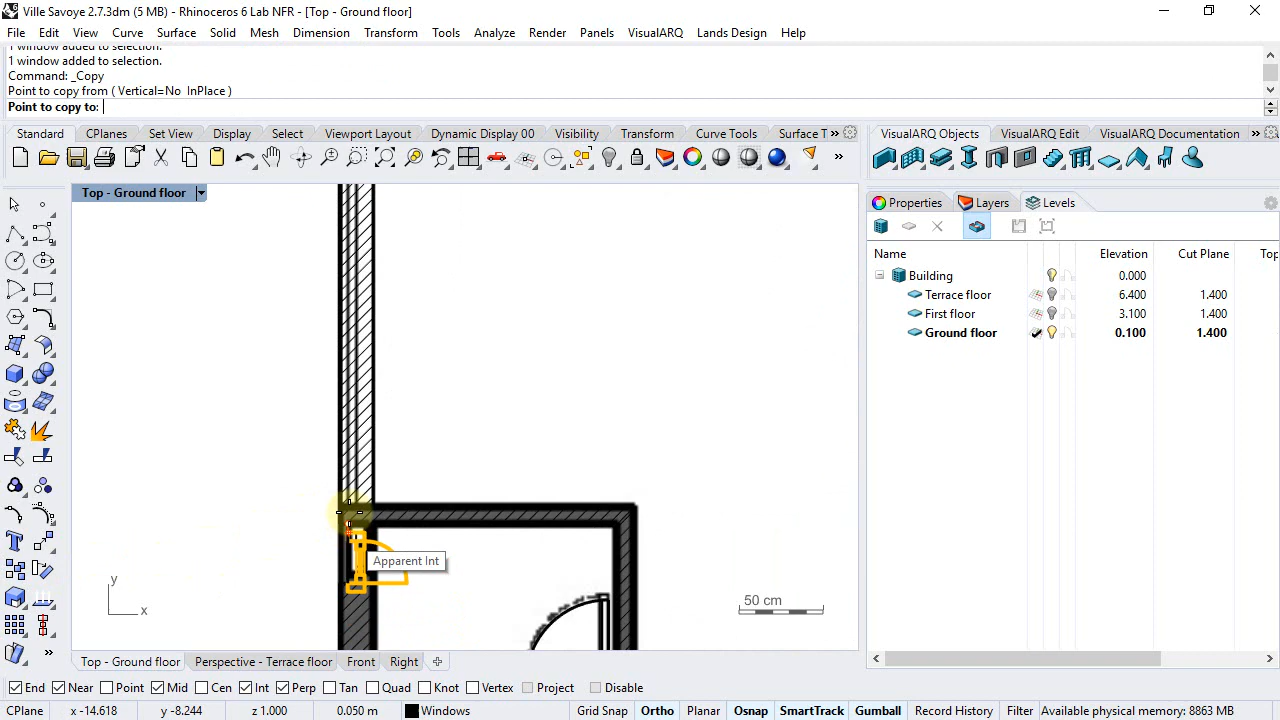 Ville Savoye 2.7.3dm (5 MB) - Rhinoceros 6 Lab NFR - [Top - Ground floor]
File Edit View Curve Surface Solid Mesh Dimension Transform Tools Analyze Render Panels VisualARQ Lands Design Help
1 window added to selection.
1 window added to selection.
Command: _Copy
Point to copy from ( Vertical=No InPlace )
Point to copy to:
Standard CPlanes Set View Display Select Viewport Layout Dynamic Display 00 Visibility Transform Curve Tools Surface T » VisualARQ Objects VisualARQ Edit VisualARQ Documentation »
»
Top - Ground floor
Properties Layers Levels
Name Elevation Cut Plane Top
Building 0.000
Terrace floor 6.400 1.400
First floor 3.100 1.400
Ground floor 0.100 1.400
Apparent Int
y
x
50 cm
»
Top - Ground floor Perspective - Terrace floor Front Right
End Near Point Mid Cen Int Perp Tan Quad Knot Vertex Project Disable
CPlane x -14.618 y -8.244 z 1.000 0.050 m Windows Grid Snap Ortho Planar Osnap SmartTrack Gumball Record History Filter Available physical memory: 8863 MB